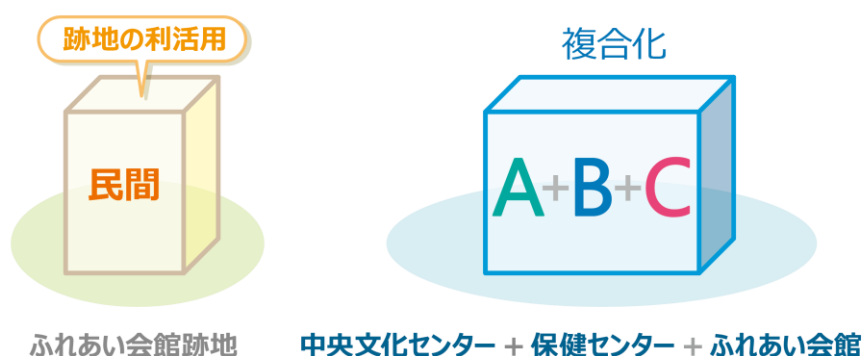 跡地の利活用
民間
ふれあい会館跡地
複合化
A+B+C
中央文化センター + 保健センター + ふれあい会館